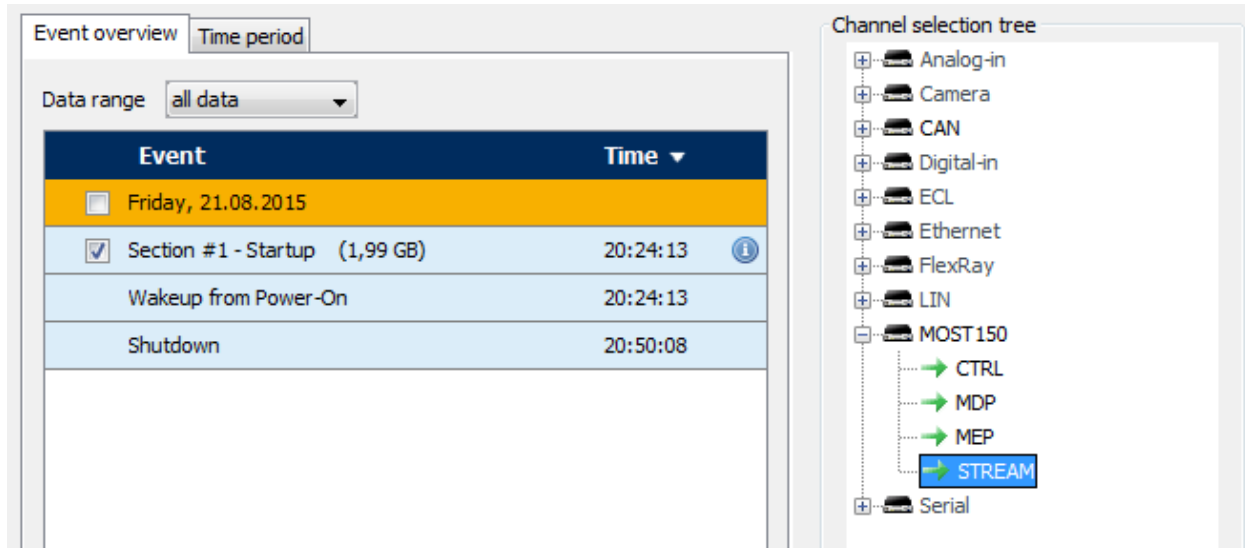 Event overview
Time period
Data range all data
Event Time
Friday, 21.08.2015
Section #1 - Startup (1,99 GB) 20:24:13
Wakeup from Power-On 20:24:13
Shutdown 20:50:08
Channel selection tree
Analog-in
Camera
CAN
Digital-in
ECL
Ethernet
FlexRay
LIN
MOST150
CTRL
MDP
MEP
STREAM
Serial